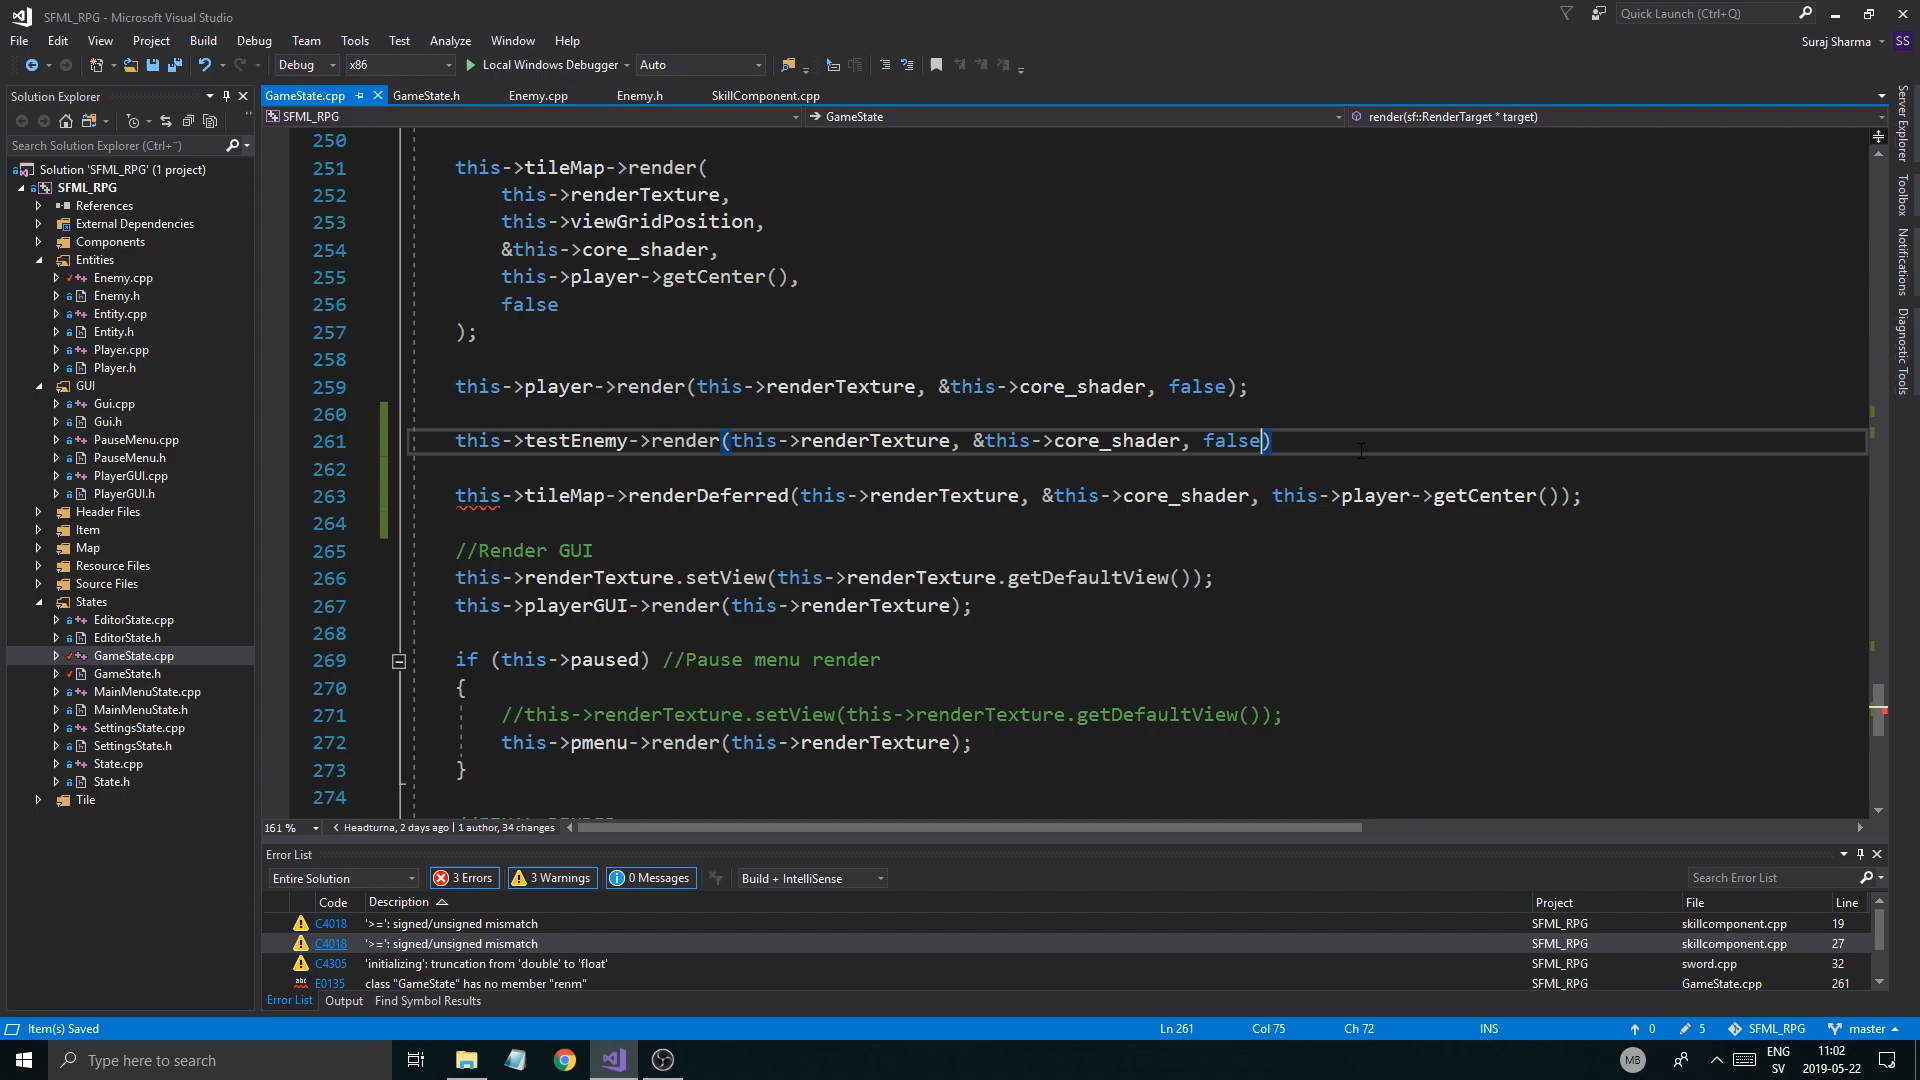 SFML_RPG - Microsoft Visual Studio
Quick Launch (Ctrl+Q)
File Edit View Project Build Debug Team Tools Test Analyze Window Help
Suraj Sharma SS
Debug x86 Local Windows Debugger Auto
Solution Explorer
GameState.cpp GameState.h Enemy.cpp Enemy.h SkillComponent.cpp
SFML_RPG GameState render(sf::RenderTarget * target)
Search Solution Explorer (Ctrl+¨)
Solution 'SFML_RPG' (1 project)
SFML_RPG
References
External Dependencies
Components
Entities
Enemy.cpp
Enemy.h
Entity.cpp
Entity.h
Player.cpp
Player.h
GUI
Gui.cpp
Gui.h
PauseMenu.cpp
PauseMenu.h
PlayerGUI.cpp
PlayerGUI.h
Header Files
Item
Map
Resource Files
Source Files
States
EditorState.cpp
EditorState.h
GameState.cpp
GameState.h
MainMenuState.cpp
MainMenuState.h
SettingsState.cpp
SettingsState.h
State.cpp
State.h
Tile
250
251 this->tileMap->render(
252 this->renderTexture,
253 this->viewGridPosition,
254 &this->core_shader,
255 this->player->getCenter(),
256 false
257 );
258
259 this->player->render(this->renderTexture, &this->core_shader, false);
260
261 this->testEnemy->render(this->renderTexture, &this->core_shader, false)
262
263 this->tileMap->renderDeferred(this->renderTexture, &this->core_shader, this->player->getCenter());
264
265 //Render GUI
266 this->renderTexture.setView(this->renderTexture.getDefaultView());
267 this->playerGUI->render(this->renderTexture);
268
269 if (this->paused) //Pause menu render
270 {
271 //this->renderTexture.setView(this->renderTexture.getDefaultView());
272 this->pmenu->render(this->renderTexture);
273 }
274
Server Explorer
Toolbox
Notifications
Diagnostic Tools
161 % Headturna, 2 days ago | 1 author, 34 changes
Error List
Entire Solution 3 Errors 3 Warnings 0 Messages Build + IntelliSense Search Error List
Code Description Project File Line
C4018 '>=': signed/unsigned mismatch SFML_RPG skillcomponent.cpp 19
C4018 '>=': signed/unsigned mismatch SFML_RPG skillcomponent.cpp 27
C4305 'initializing': truncation from 'double' to 'float' SFML_RPG sword.cpp 32
abc E0135 class "GameState" has no member "renm" SFML_RPG GameState.cpp 261
Error List Output Find Symbol Results
Item(s) Saved Ln 261 Col 75 Ch 72 INS 0 5 SFML_RPG master
Type here to search MB ENG 11:02
SV 2019-05-22